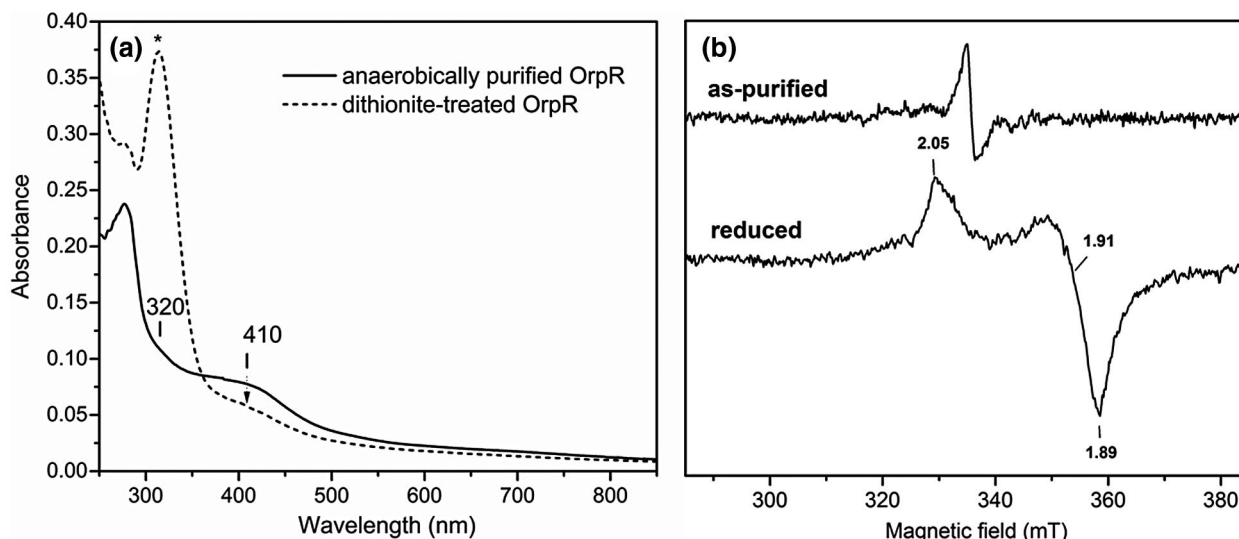 (a)
*
anaerobically purified OrpR
dithionite-treated OrpR
320
410
0.40
0.35
0.30
0.25
0.20
0.15
0.10
0.05
0.00
Absorbance
300 400 500 600 700 800
Wavelength (nm)
(b)
as-purified
2.05
reduced
1.91
1.89
300 320 340 360 380
Magnetic field (mT)